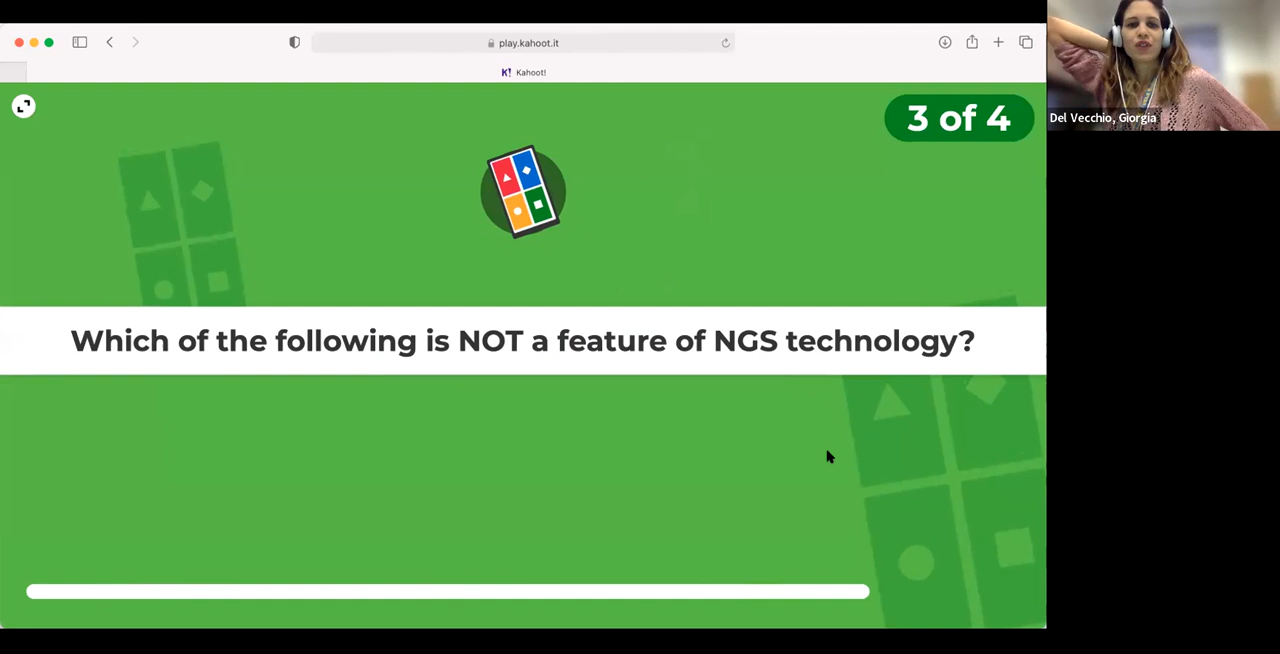 play.kahoot.it
K! Kahoot!
3 of 4
Del Vecchio, Giorgia
Which of the following is NOT a feature of NGS technology?